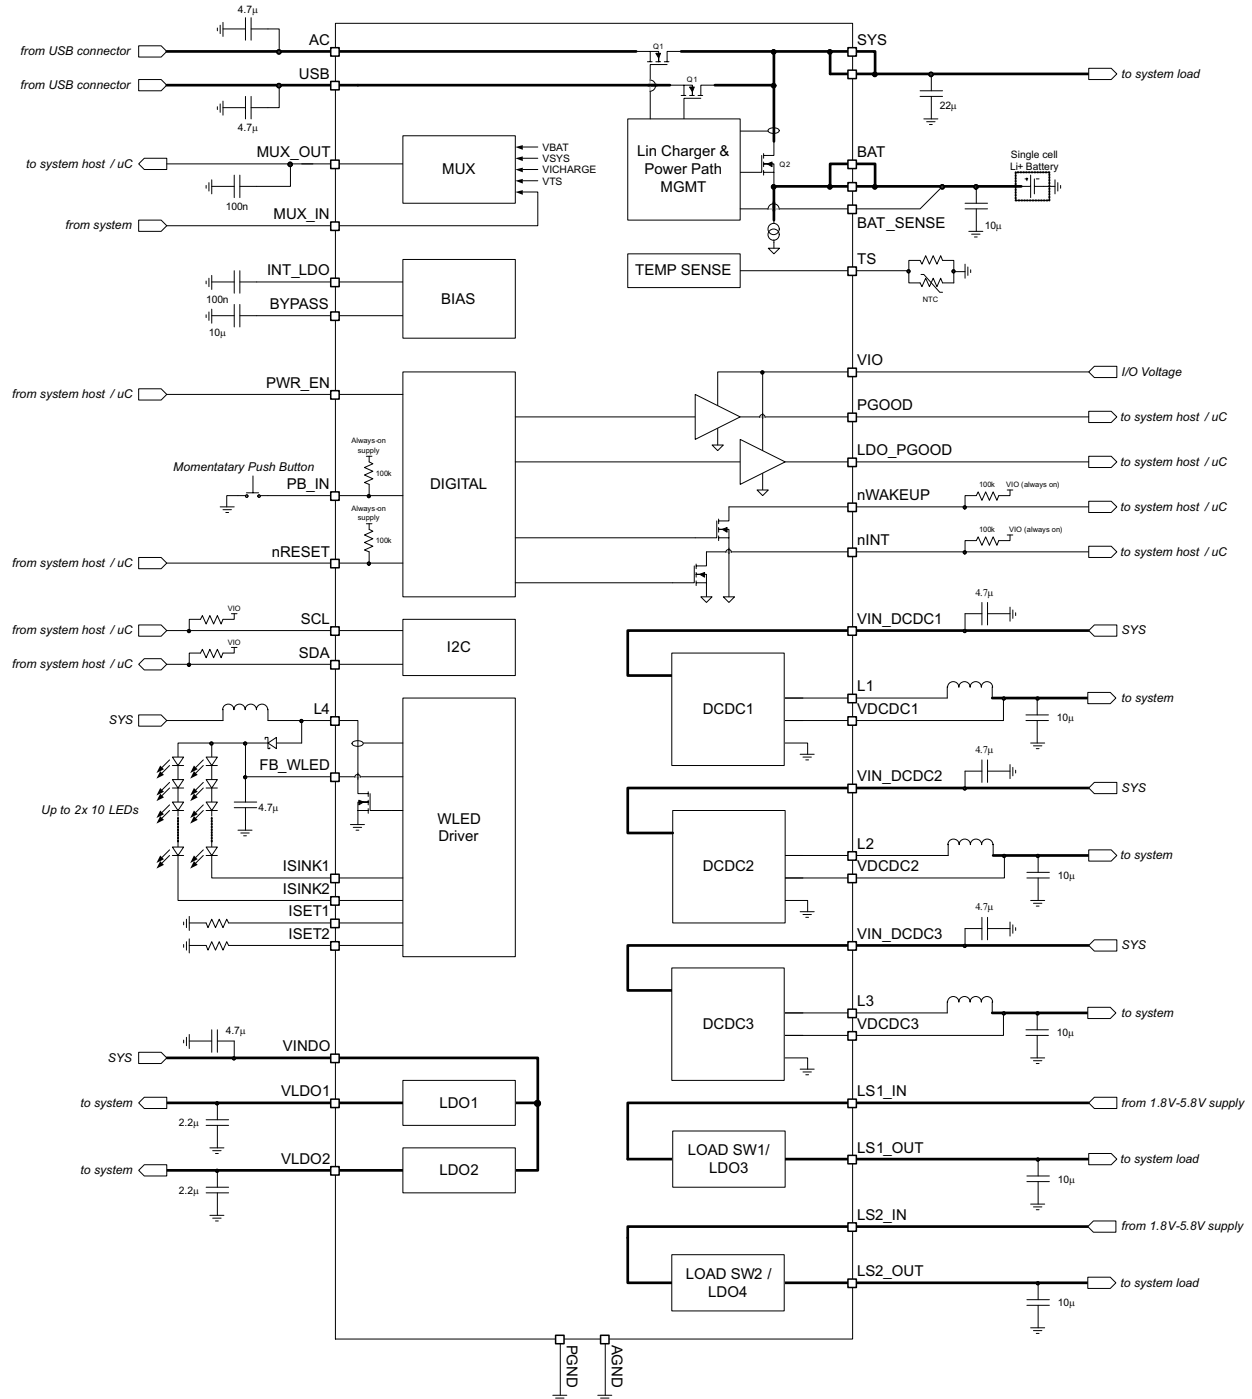 4.7µ
from USB connector
AC
Q1
SYS
to system load
from USB connector
USB
Q1
22µ
4.7µ
to system host / uC
MUX_OUT
MUX
VBAT
VSYS
VICHARGE
VTS
100n
from system
MUX_IN
Lin Charger &
Power Path
MGMT
Q2
BAT
Single cell
Li+ Battery
+
-
10µ
BAT_SENSE
TEMP SENSE
TS
NTC
INT_LDO
100n
BYPASS
10µ
BIAS
VIO
I/O Voltage
from system host / uC
PWR_EN
PGOOD
to system host / uC
LDO_PGOOD
to system host / uC
Always-on
supply
100k
Momentatary Push Button
PB_IN
DIGITAL
nWAKEUP
100k
VIO (always on)
to system host / uC
Always-on
supply
100k
nRESET
from system host / uC
nINT
100k
VIO (always on)
to system host / uC
VIO
from system host / uC
SCL
VIO
from system host / uC
SDA
I2C
VIN_DCDC1
4.7µ
SYS
DCDC1
L1
VDCDC1
to system
10µ
SYS
L4
FB_WLED
4.7µ
Up to 2x 10 LEDs
WLED
Driver
ISINK1
ISINK2
ISET1
ISET2
VIN_DCDC2
4.7µ
SYS
DCDC2
L2
VDCDC2
to system
10µ
VIN_DCDC3
4.7µ
SYS
DCDC3
L3
VDCDC3
to system
10µ
4.7µ
SYS
VINDO
to system
VLDO1
2.2µ
LDO1
to system
VLDO2
2.2µ
LDO2
LS1_IN
from 1.8V-5.8V supply
LOAD SW1/
LDO3
LS1_OUT
to system load
10µ
LS2_IN
from 1.8V-5.8V supply
LOAD SW2 /
LDO4
LS2_OUT
to system load
10µ
PGND
AGND